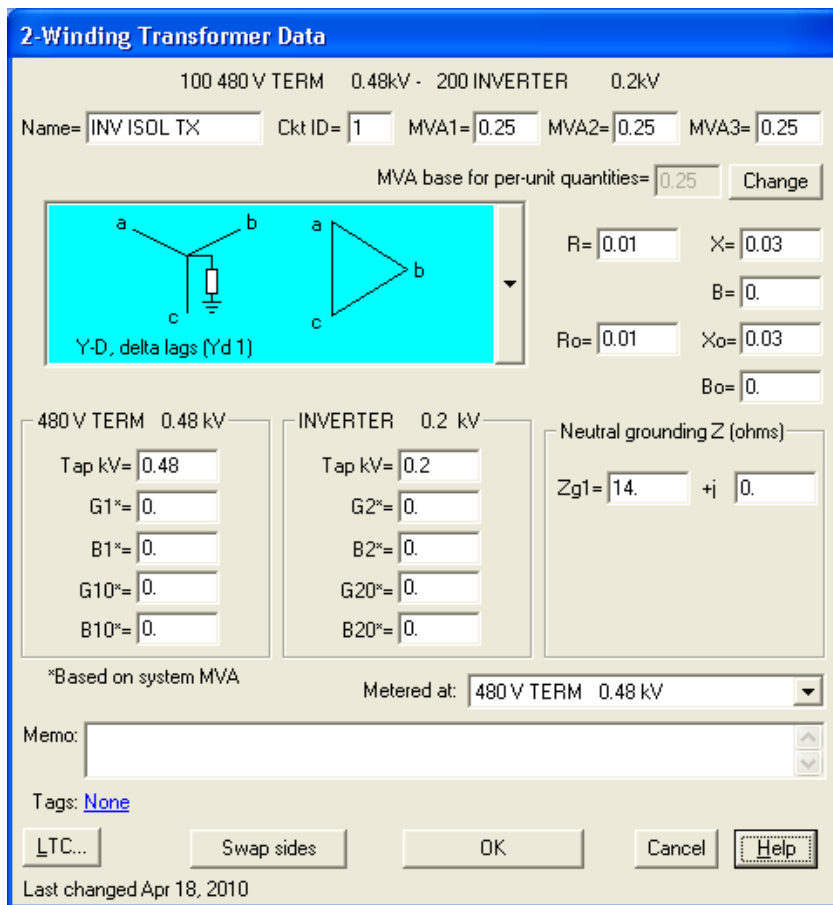 2-Winding Transformer Data
100 480 V TERM 0.48kV - 200 INVERTER 0.2kV
Name= INV ISOL TX Ckt ID= 1 MVA1= 0.25 MVA2= 0.25 MVA3= 0.25
MVA base for per-unit quantities= 0.25 Change
a b a b c c
Y-D, delta lags (Yd 1)
R= 0.01 X= 0.03
B= 0.
Ro= 0.01 Xo= 0.03
Bo= 0.
480 V TERM 0.48 kV
Tap kV= 0.48
G1*= 0.
B1*= 0.
G10*= 0.
B10*= 0.
INVERTER 0.2 kV
Tap kV= 0.2
G2*= 0.
B2*= 0.
G20*= 0.
B20*= 0.
Neutral grounding Z (ohms)
Zg1= 14. +j 0.
*Based on system MVA
Metered at: 480 V TERM 0.48 kV
Memo:
Tags: None
LTC... Swap sides OK Cancel Help
Last changed Apr 18, 2010